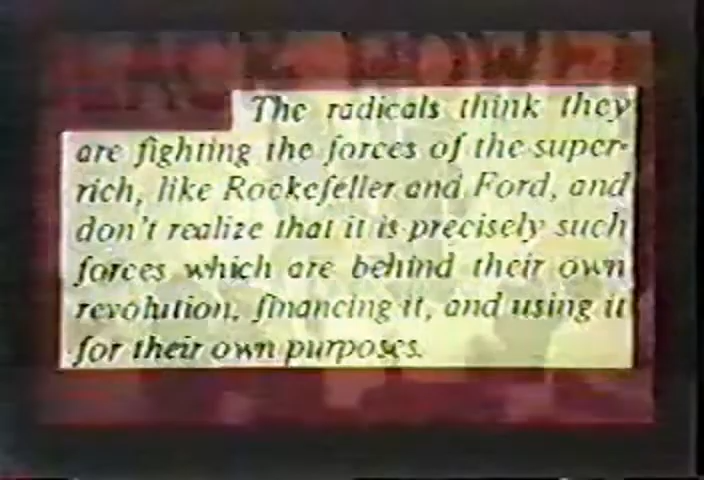 The radicals think they
are fighting the forces of the super-
rich, like Rockefeller and Ford, and
don't realize that it is precisely such
forces which are behind their own
revolution, financing it, and using it
for their own purposes.